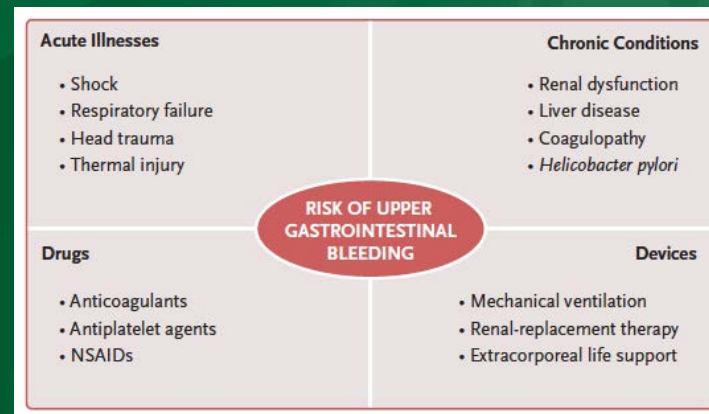 Acute Illnesses
• Shock
• Respiratory failure
• Head trauma
• Thermal injury
Chronic Conditions
• Renal dysfunction
• Liver disease
• Coagulopathy
• Helicobacter pylori
RISK OF UPPER
GASTROINTESTINAL
BLEEDING
Drugs
• Anticoagulants
• Antiplatelet agents
• NSAIDs
Devices
• Mechanical ventilation
• Renal-replacement therapy
• Extracorporeal life support